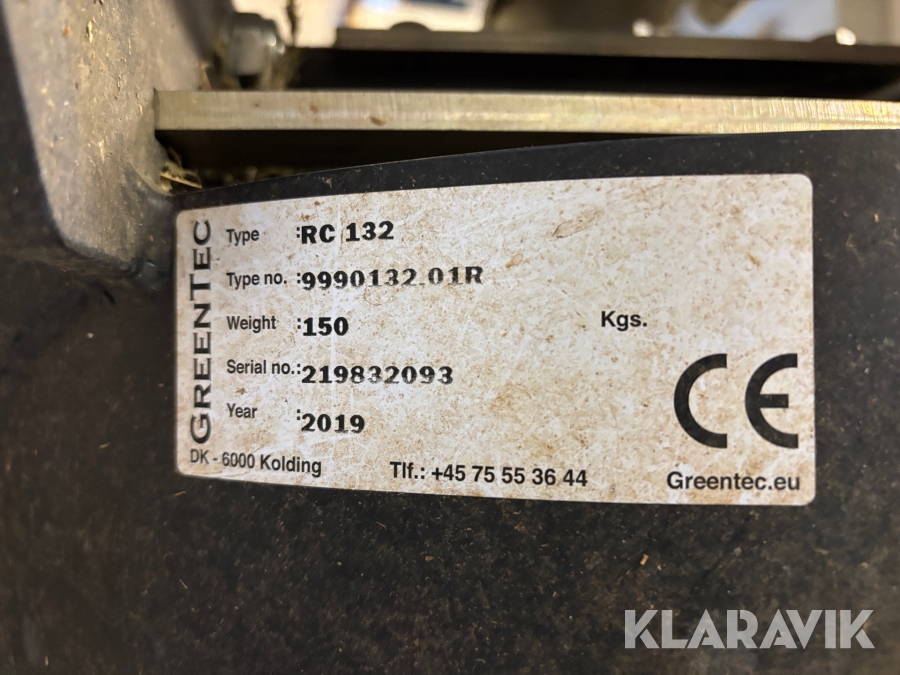 GREENTEC
Type :RC 132
Type no. :9990132.01R
Weight :150 Kgs.
Serial no.:219832093
Year :2019
CE
DK - 6000 Kolding Tlf.: +45 75 55 36 44 Greentec.eu
KLARAVIK